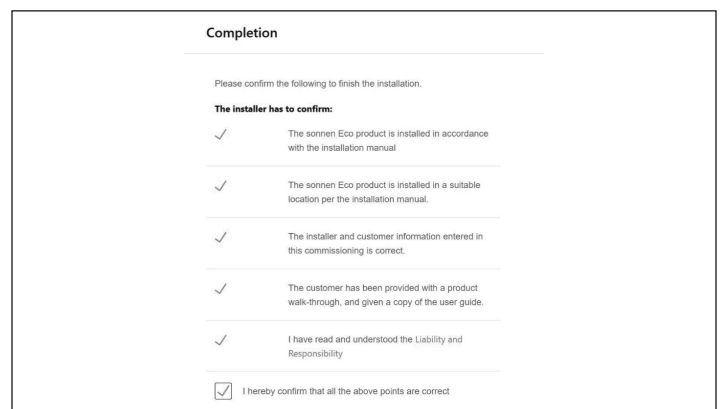 Completion
Please confirm the following to finish the installation.
The installer has to confirm:
The sonnen Eco product is installed in accordance
with the installation manual
The sonnen Eco product is installed in a suitable
location per the installation manual.
The installer and customer information entered in
this commissioning is correct.
The customer has been provided with a product
walk-through, and given a copy of the user guide.
I have read and understood the Liability and
Responsibility
I hereby confirm that all the above points are correct